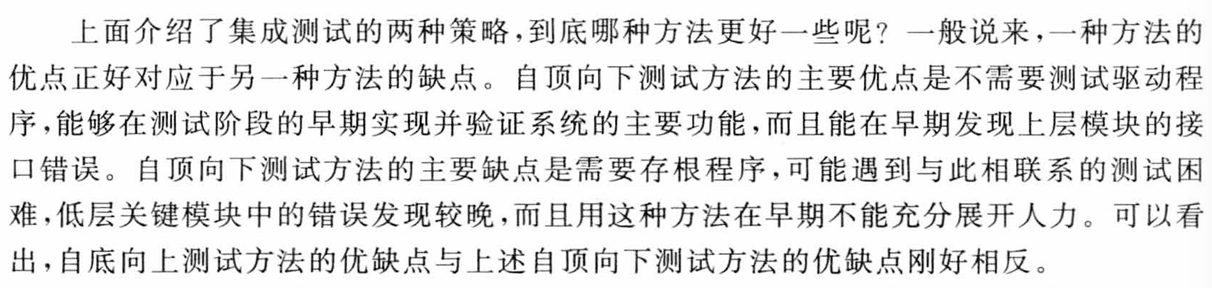 上面介绍了集成测试的两种策略,到底哪种方法更好一些呢？一般说来,一种方法的
优点正好对应于另一种方法的缺点。自顶向下测试方法的主要优点是不需要测试驱动程
序,能够在测试阶段的早期实现并验证系统的主要功能,而且能在早期发现上层模块的接
口错误。自顶向下测试方法的主要缺点是需要存根程序,可能遇到与此相联系的测试困
难,低层关键模块中的错误发现较晚,而且用这种方法在早期不能充分展开人力。可以看
出,自底向上测试方法的优缺点与上述自顶向下测试方法的优缺点刚好相反。